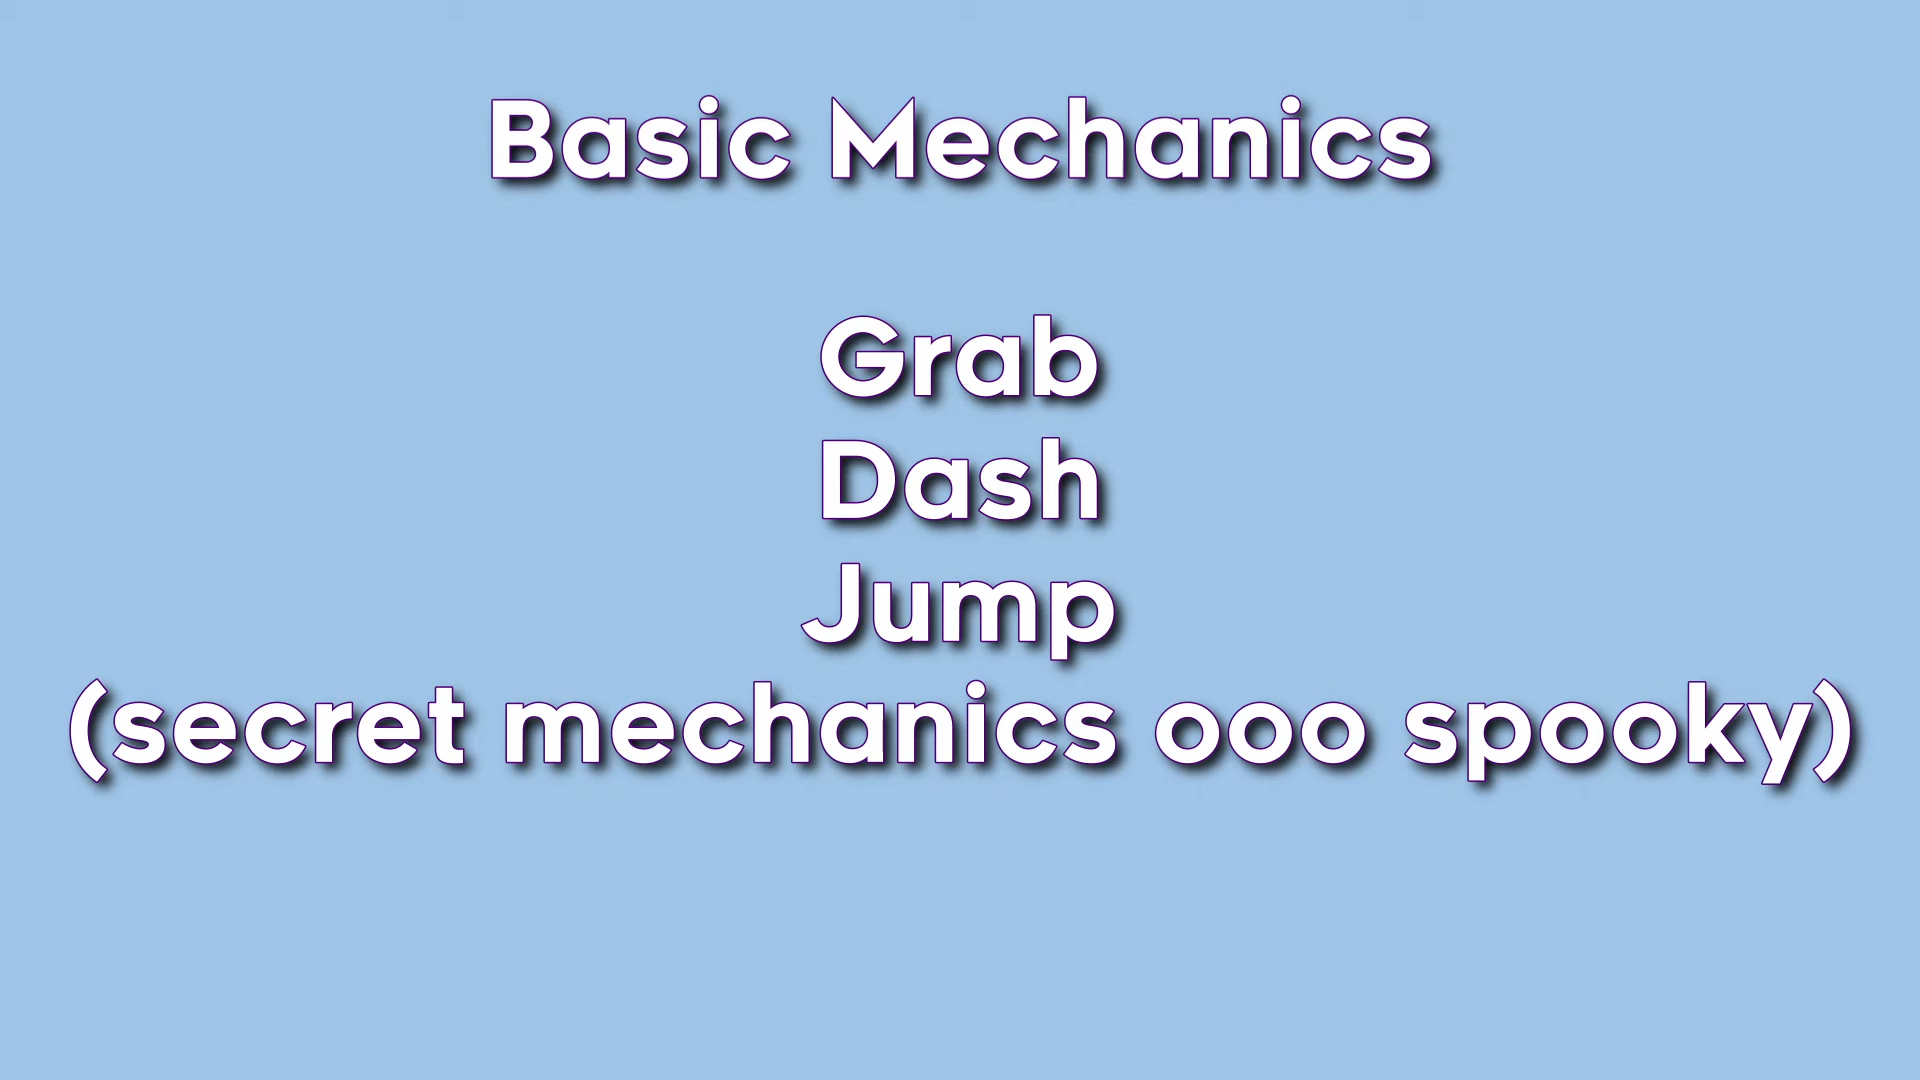 Basic Mechanics
Grab
Dash
Jump
(secret mechanics ooo spooky)